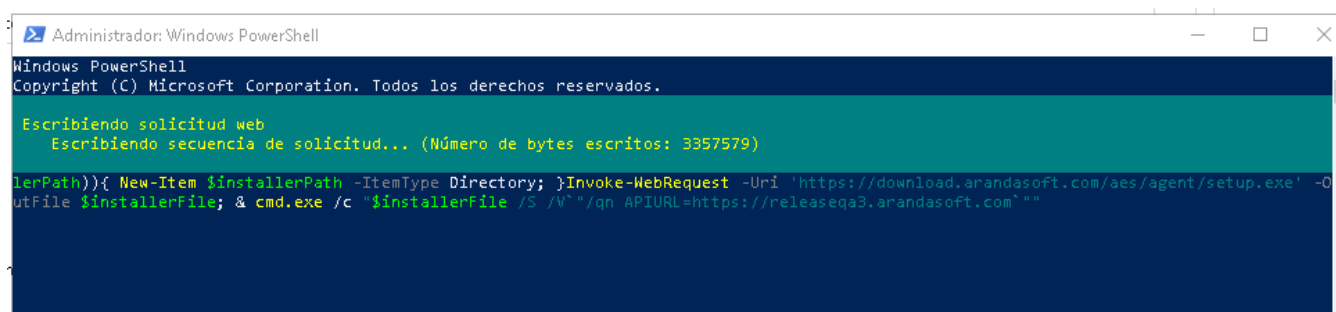 Administrador: Windows PowerShell
Windows PowerShell
Copyright (C) Microsoft Corporation. Todos los derechos reservados.
Escribiendo solicitud web
Escribiendo secuencia de solicitud... (Número de bytes escritos: 3357579)
lerPath)){ New-Item $installerPath -ItemType Directory; }Invoke-WebRequest -Uri 'https://download.arandasoft.com/aes/agent/setup.exe' -O
utFile $installerFile; & cmd.exe /c "$installerFile /S /V`"/qn APIURL=https://releaseqa3.arandasoft.com`""